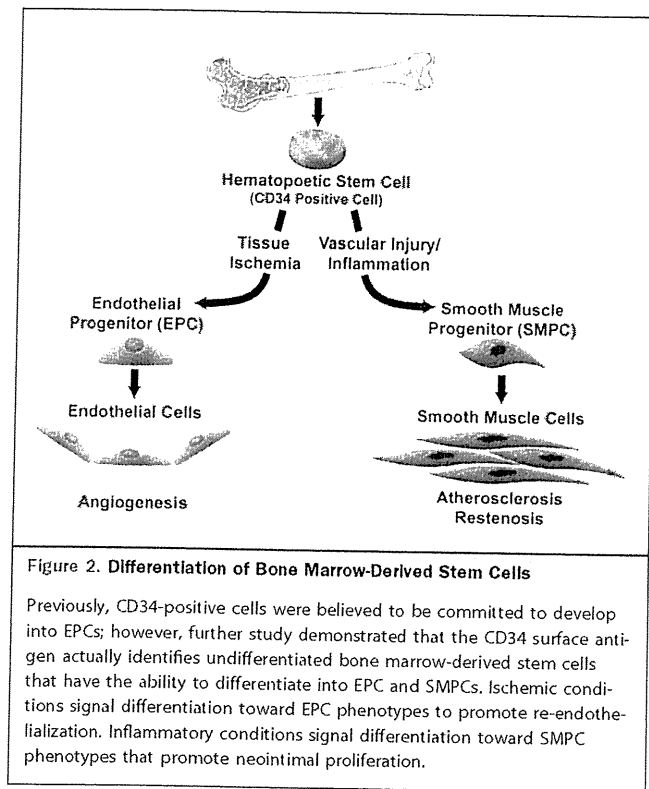 Hematopoetic Stem Cell
(CD34 Positive Cell)
Tissue
Ischemia
Vascular Injury/
Inflammation
Endothelial
Progenitor (EPC)
Smooth Muscle
Progenitor (SMPC)
Endothelial Cells
Smooth Muscle Cells
Angiogenesis
Atherosclerosis
Restenosis
Figure 2. Differentiation of Bone Marrow-Derived Stem Cells
Previously, CD34-positive cells were believed to be committed to develop
into EPCs; however, further study demonstrated that the CD34 surface anti-
gen actually identifies undifferentiated bone marrow-derived stem cells
that have the ability to differentiate into EPC and SMPCs. Ischemic condi-
tions signal differentiation toward EPC phenotypes to promote re-endothe-
lialization. Inflammatory conditions signal differentiation toward SMPC
phenotypes that promote neointimal proliferation.